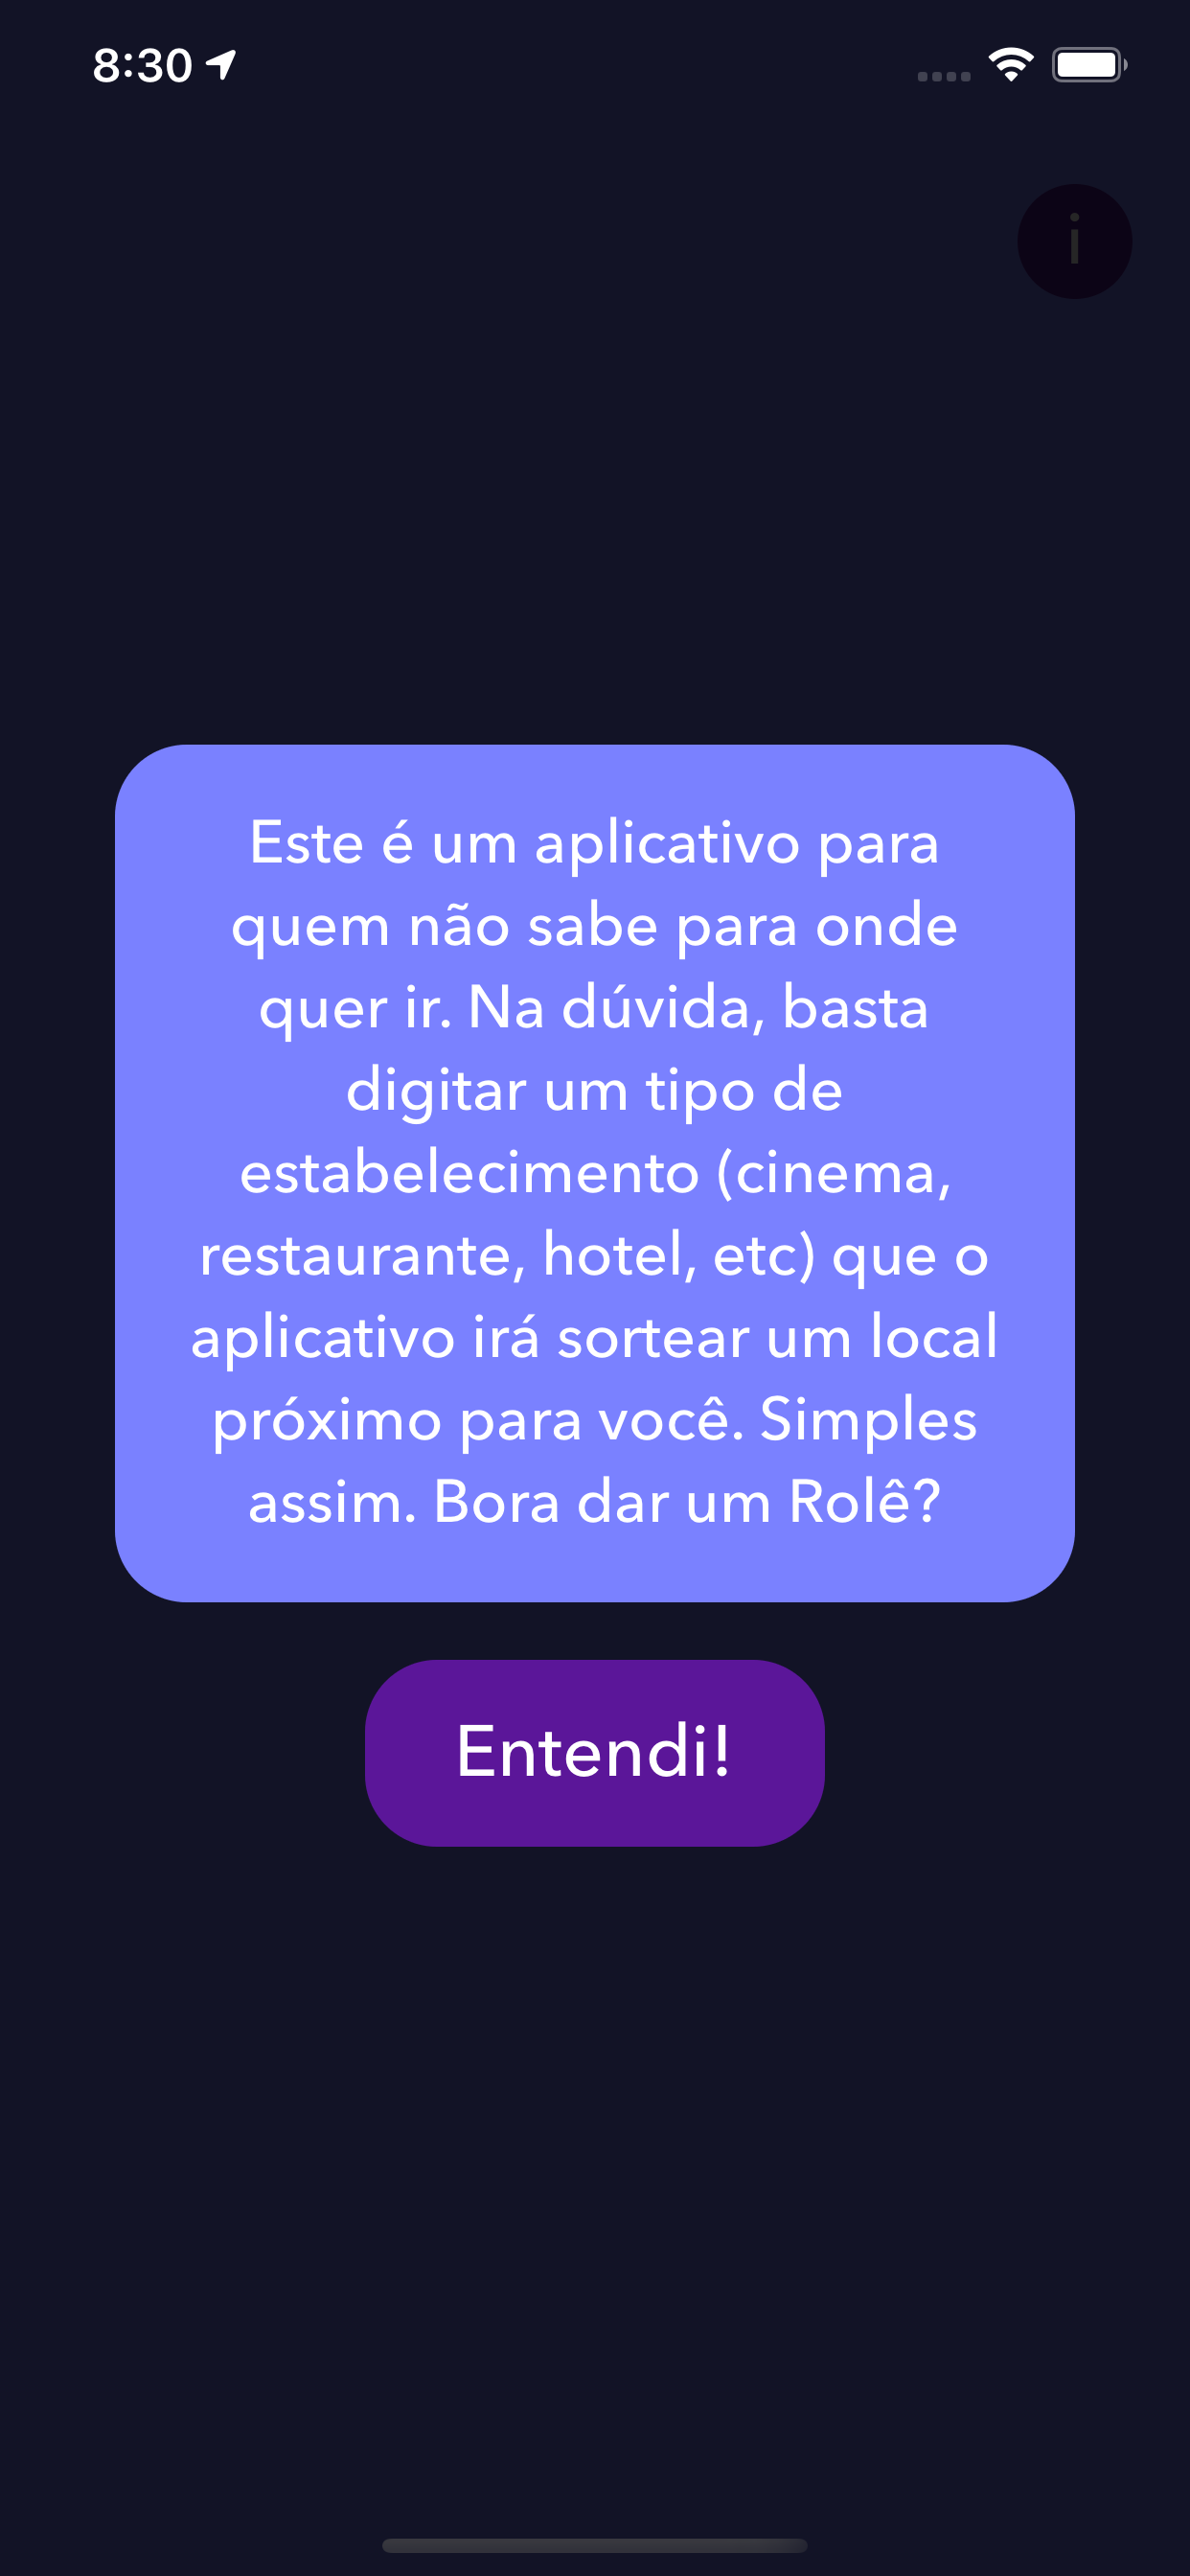 8:30
i
Este é um aplicativo para
quem não sabe para onde
quer ir. Na dúvida, basta
digitar um tipo de
estabelecimento (cinema,
restaurante, hotel, etc) que o
aplicativo irá sortear um local
próximo para você. Simples
assim. Bora dar um Rolê?
Entendi!